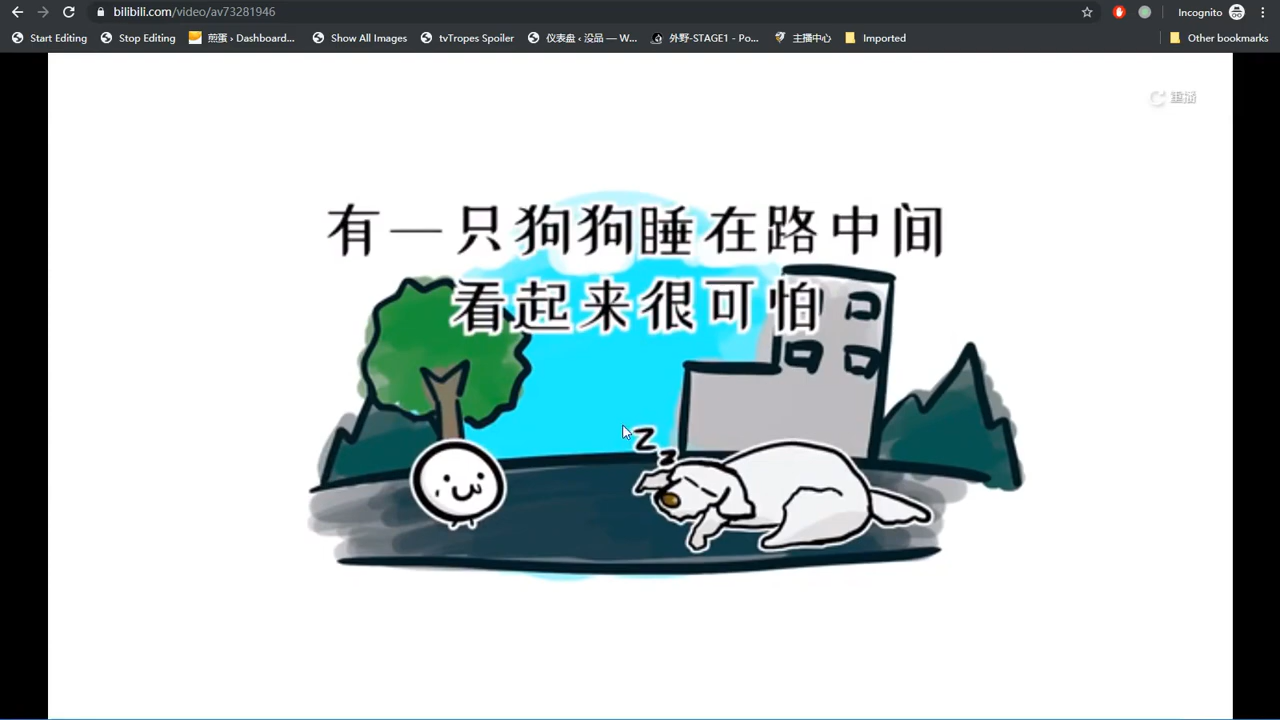 bilibili.com/video/av73281946
Incognito
Start Editing
Stop Editing
煎蛋 › Dashboard...
Show All Images
tvTropes Spoiler
仪表盘 ‹ 没品 — W...
外野-STAGE1 - Po...
主播中心
Imported
Other bookmarks
重播
有一只狗狗睡在路中间
看起来很可怕
Z
z